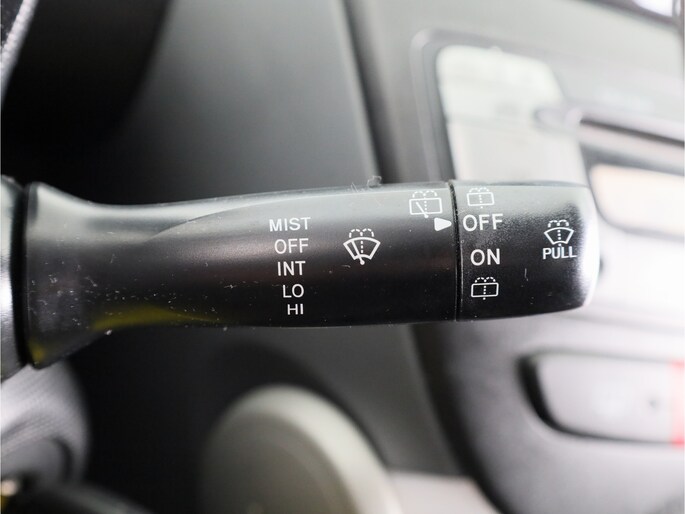 MIST
OFF
INT
LO
HI
OFF
ON
PULL